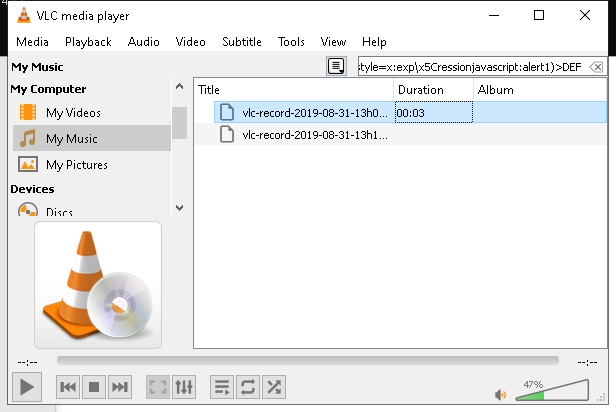 VLC media player
Media Playback Audio Video Subtitle Tools View Help
My Music
style=x:exp\x5Cressionjavascript:alert1)>DEF
My Computer
My Videos
My Music
My Pictures
Devices
Discs
Title Duration Album
vlc-record-2019-08-31-13h0... 00:03
vlc-record-2019-08-31-13h1...
--:-- --:--
47%